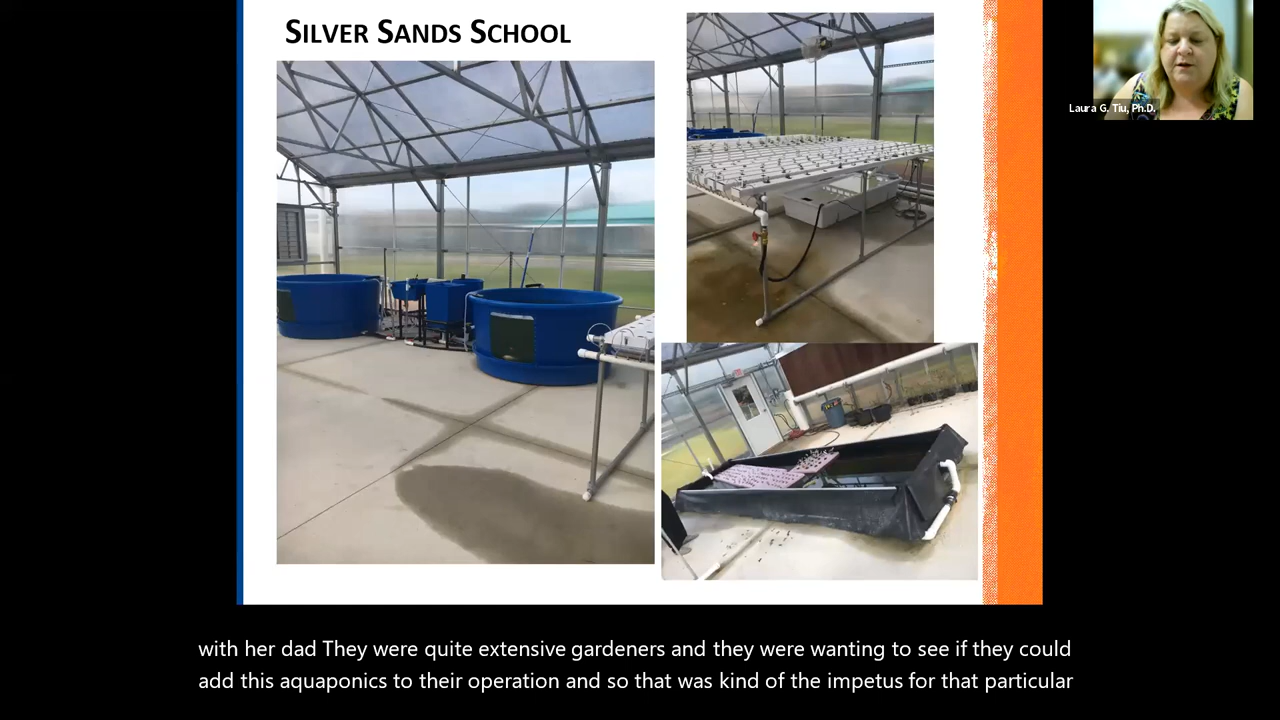 SILVER SANDS SCHOOL
Laura G. Tiu, Ph.D.
with her dad They were quite extensive gardeners and they were wanting to see if they could
add this aquaponics to their operation and so that was kind of the impetus for that particular